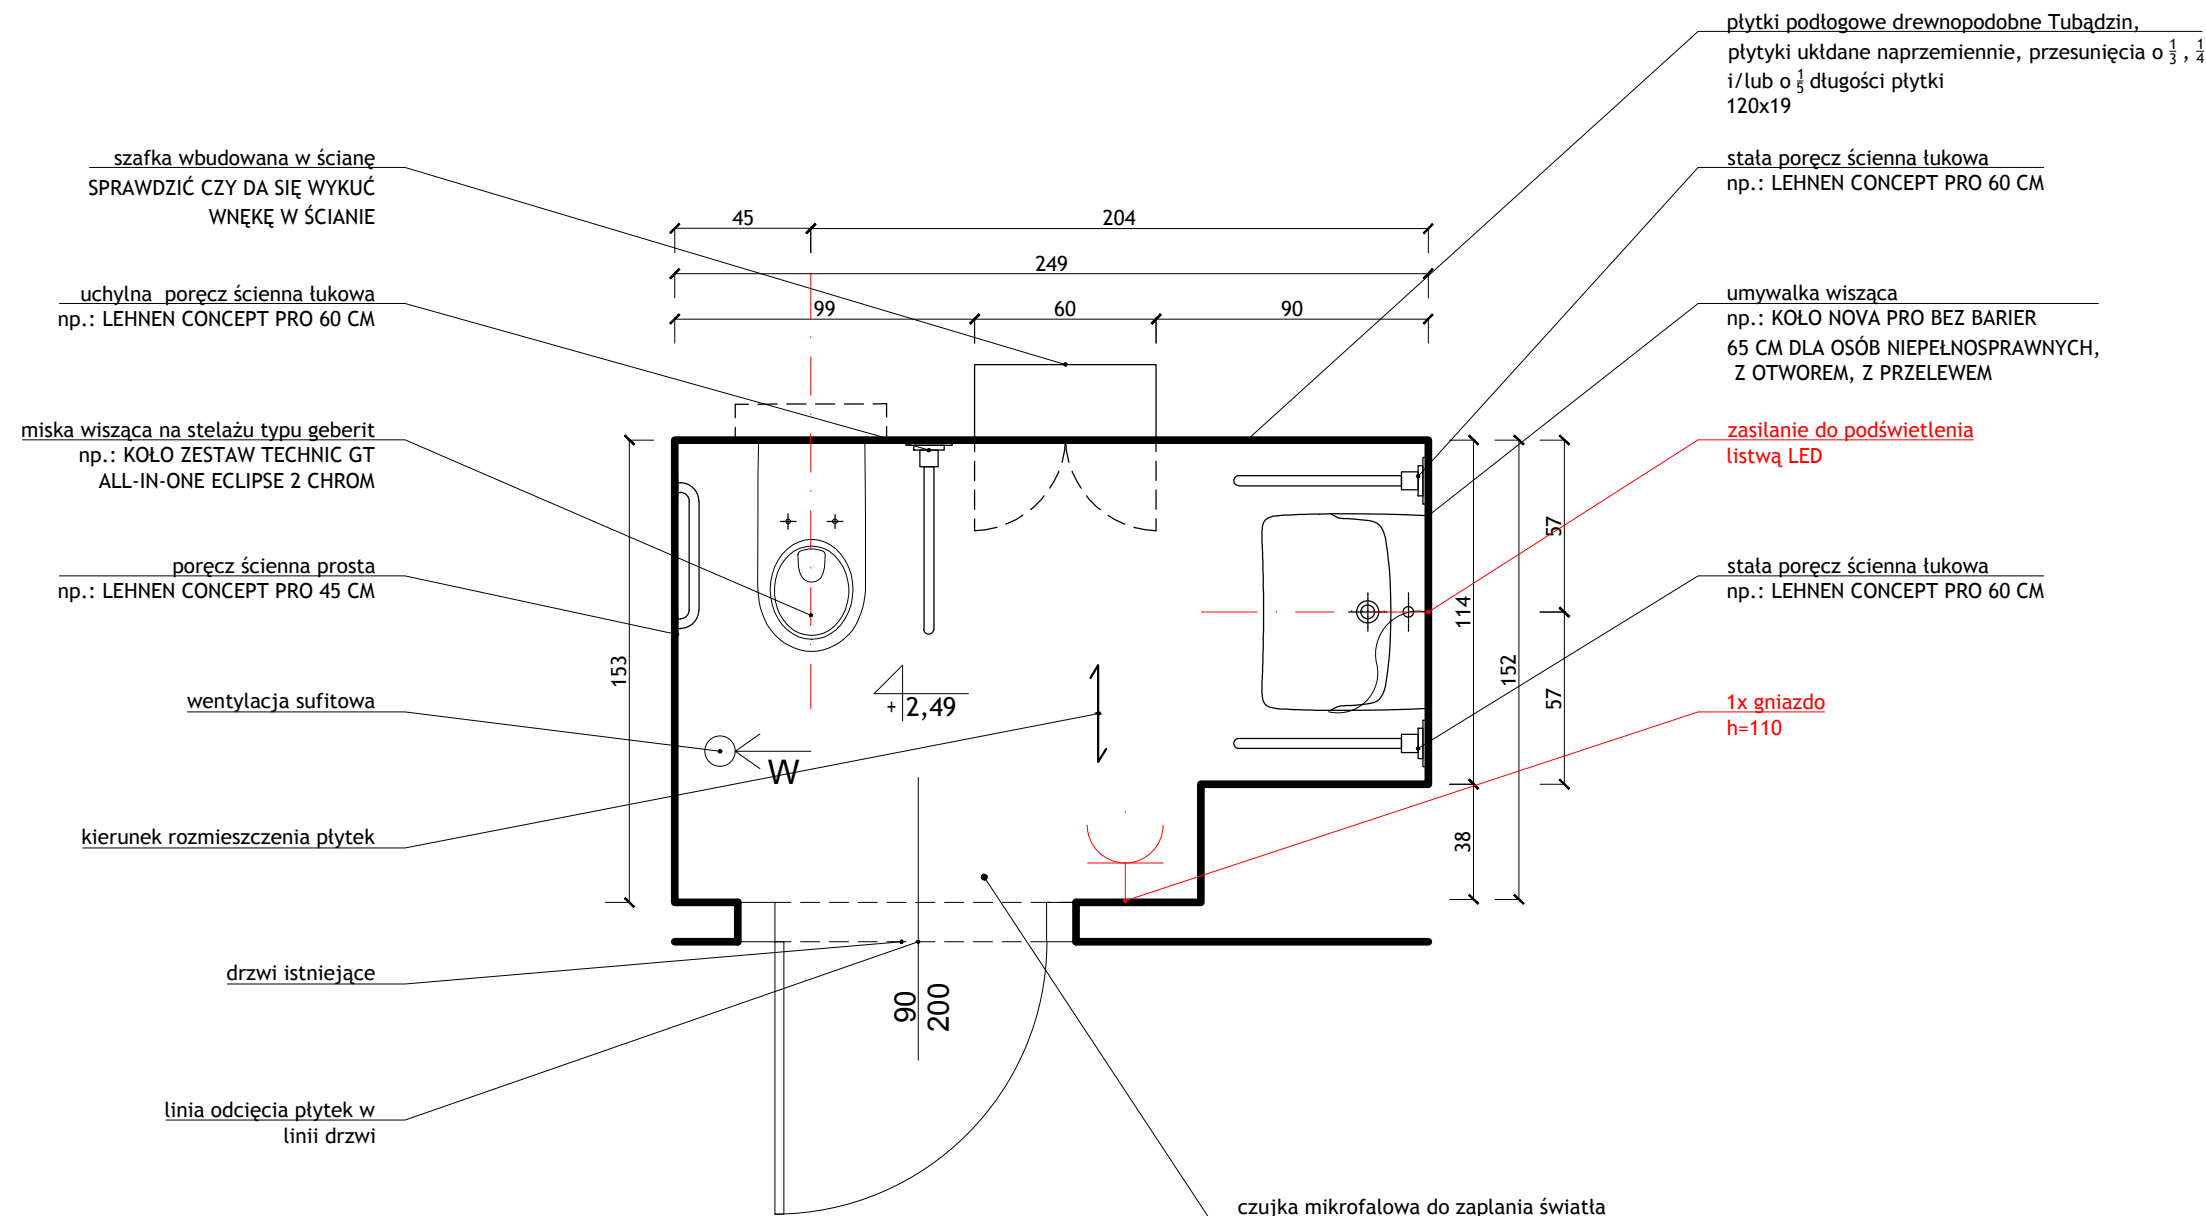 płytki podłogowe drewnopodobne Tubądzin,
płytyki ukłdane naprzemiennie, przesunięcia o 1/3 , 1/4
i/lub o 1/5 długości płytki
120x19
szafka wbudowana w ścianę
SPRAWDZIĆ CZY DA SIĘ WYKUĆ
WNĘKĘ W ŚCIANIE
stała poręcz ścienna łukowa
np.: LEHNEN CONCEPT PRO 60 CM
45
204
249
99
60
90
uchylna poręcz ścienna łukowa
np.: LEHNEN CONCEPT PRO 60 CM
umywalka wisząca
np.: KOŁO NOVA PRO BEZ BARIER
65 CM DLA OSÓB NIEPEŁNOSPRAWNYCH,
Z OTWOREM, Z PRZELEWEM
miska wisząca na stelażu typu geberit
np.: KOŁO ZESTAW TECHNIC GT
ALL-IN-ONE ECLIPSE 2 CHROM
zasilanie do podświetlenia
listwą LED
poręcz ścienna prosta
np.: LEHNEN CONCEPT PRO 45 CM
stała poręcz ścienna łukowa
np.: LEHNEN CONCEPT PRO 60 CM
57
114
153
152
57
38
wentylacja sufitowa
+ 2,49
W
1x gniazdo
h=110
kierunek rozmieszczenia płytek
drzwi istniejące
90
200
linia odcięcia płytek w
linii drzwi
czujka mikrofalowa do zaplania światła